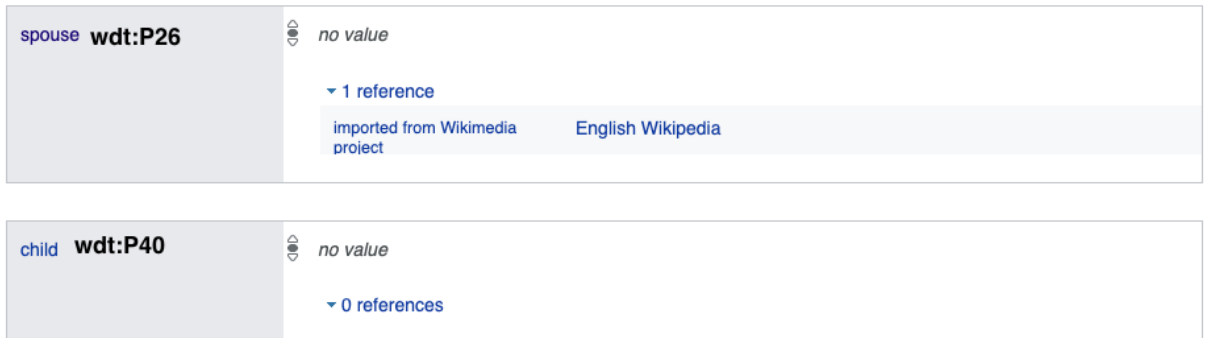 spouse wdt:P26 no value
1 reference
imported from Wikimedia English Wikipedia
project
child wdt:P40 no value
0 references